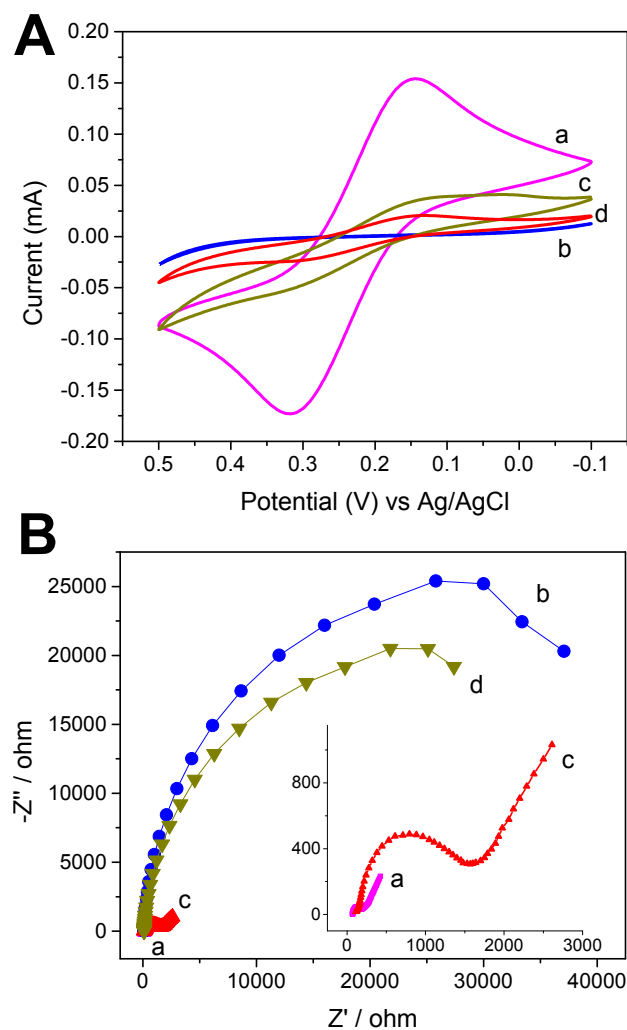 A
0.20
0.15
0.10
0.05
0.00
-0.05
-0.10
-0.15
-0.20
Current (mA)
a
c
d
b
0.5 0.4 0.3 0.2 0.1 0.0 -0.1
Potential (V) vs Ag/AgCl
B
25000
20000
15000
10000
5000
0
-Z'' / ohm
b
d
c
a
800
400
0
c
a
0 1000 2000 3000
0 10000 20000 30000 40000
Z' / ohm